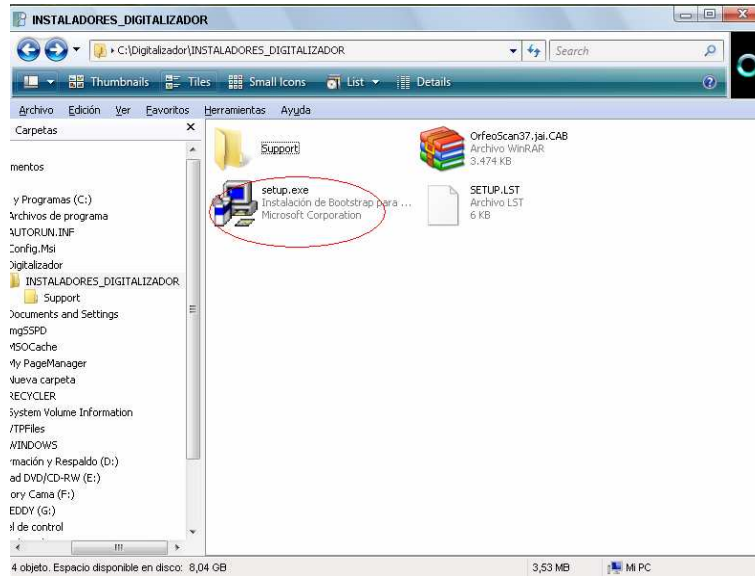 INSTALADORES_DIGITALIZADOR
C:\Digitalizador\INSTALADORES_DIGITALIZADOR
Search
Thumbnails Tiles Small Icons List Details
Archivo Edición Ver Favoritos Herramientas Ayuda
Carpetas
mentos
y Programas (C:)
Archivos de programa
AUTORUN.INF
Config.Msi
Digitalizador
INSTALADORES_DIGITALIZADOR
Support
Documents and Settings
mgSSPD
MSOCache
My PageManager
Nueva carpeta
RECYCLER
System Volume Information
VTPFiles
WINDOWS
rmación y Respaldo (D:)
ad DVD/CD-RW (E:)
ory Cama (F:)
EDDY (G:)
el de control
Support
OrfeoScan37.jai.CAB
Archivo WinRAR
3.474 KB
setup.exe
Instalación de Bootstrap para ...
Microsoft Corporation
SETUP.LST
Archivo LST
6 KB
4 objeto. Espacio disponible en disco: 8,04 GB
3,53 MB
Mi PC